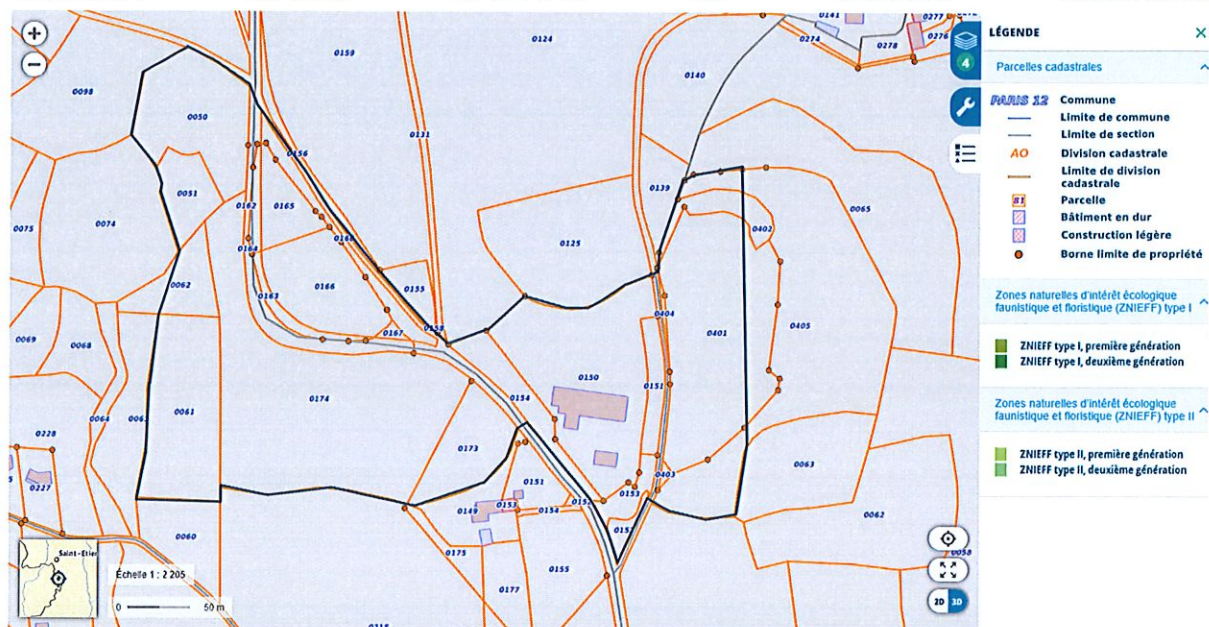 0141
0277
0272
0276
0274
0278
0124
0159
0140
0098
0050
0131
0156
0139
0051
0165
0065
0162
0402
0075
0074
0168
0125
0164
0062
0166
0155
0163
0404
0405
0401
0158
0167
0069
0068
0150
0151
0174
0154
0061
0064
0063
0228
0173
0063
0227
0151
0403
0153
0149
0153
0154
0152
0062
0060
0175
0155
0177
0058
Saint-Etien
Échelle 1 : 2 205
0 50 m
2D 3D
4
LÉGENDE
Parcelles cadastrales
PARIS 12 Commune
Limite de commune
Limite de section
AO Division cadastrale
Limite de division
cadastrale
81 Parcelle
Bâtiment en dur
Construction légère
Borne limite de propriété
Zones naturelles d'intérêt écologique
faunistique et floristique (ZNIEFF) type I
ZNIEFF type I, première génération
ZNIEFF type I, deuxième génération
Zones naturelles d'intérêt écologique
faunistique et floristique (ZNIEFF) type II
ZNIEFF type II, première génération
ZNIEFF type II, deuxième génération